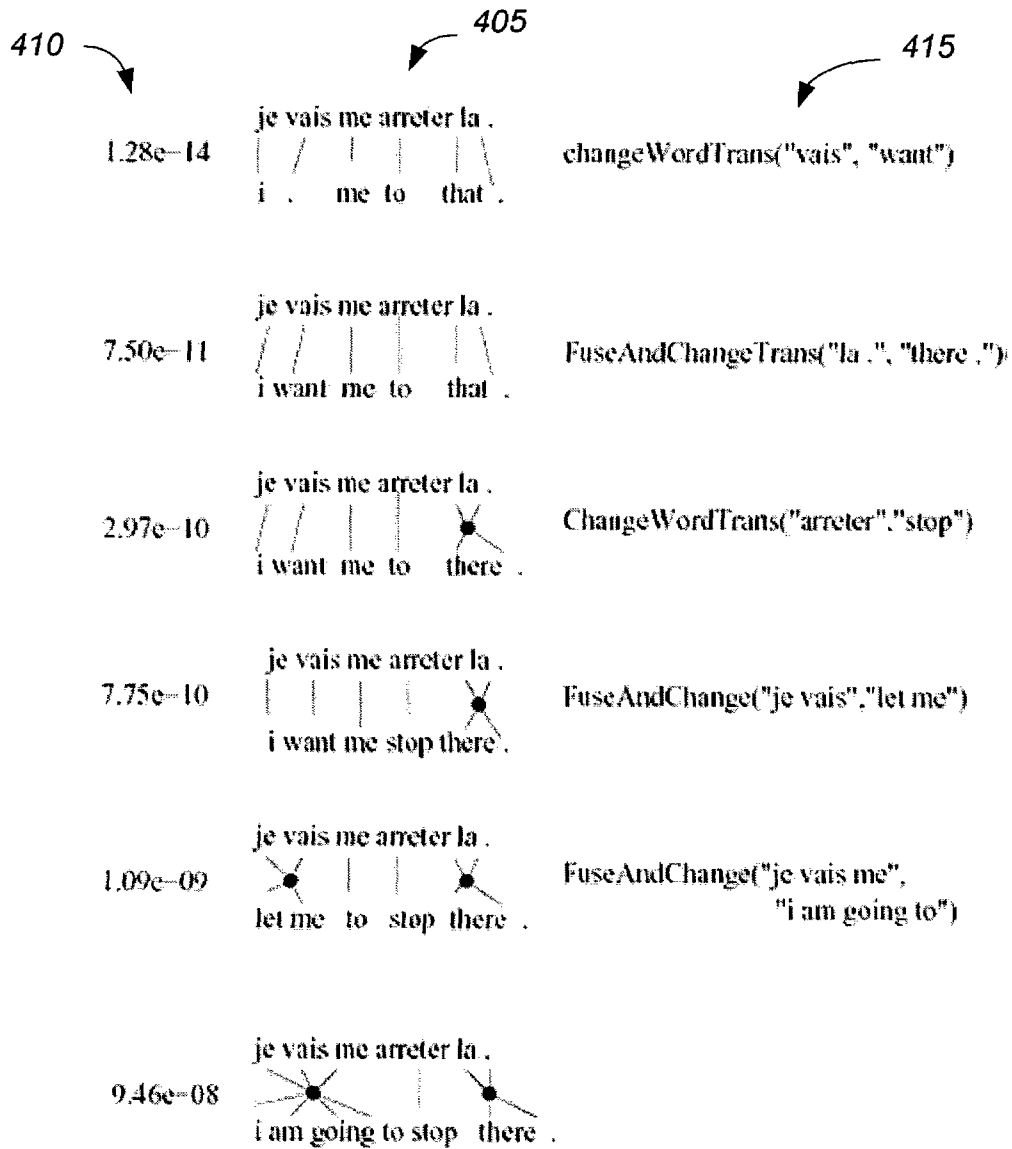 410
405
415
je vais me arreter la .
1.28e-14
changeWordTrans("vais", "want")
i . me to that .
je vais me arreter la .
7.50e-11
FuseAndChangeTrans("la .", "there .")
i want me to that .
je vais me arreter la .
2.97e-10
ChangeWordTrans("arreter","stop")
i want me to there .
je vais me arreter la .
7.75e-10
FuseAndChange("je vais","let me")
i want me stop there .
je vais me arreter la .
1.09e-09
FuseAndChange("je vais me",
"i am going to")
let me to stop there .
je vais me arreter la .
9.46e-08
i am going to stop there .